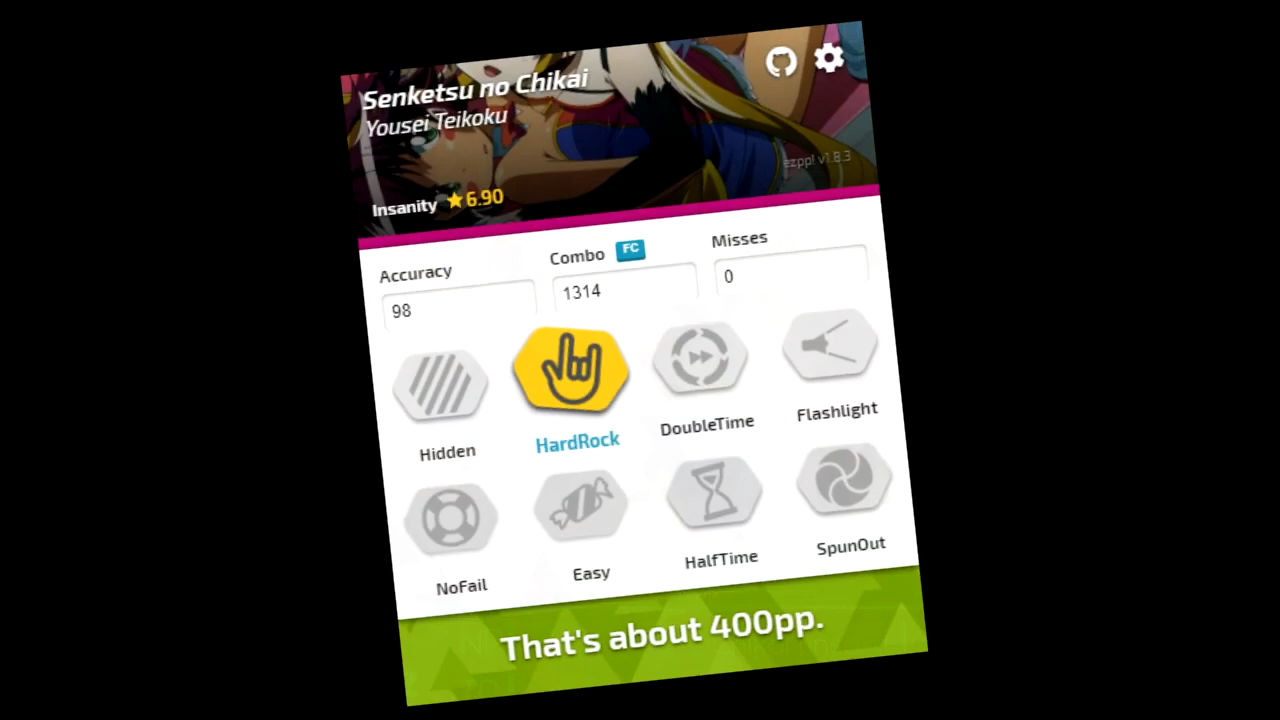 Senketsu no Chikai
Yousei Teikoku
ezpp! v1.8.3
Insanity ★6.90
Accuracy Combo FC Misses
98 1314 0
Hidden HardRock DoubleTime Flashlight
NoFail Easy HalfTime SpunOut
That's about 400pp.